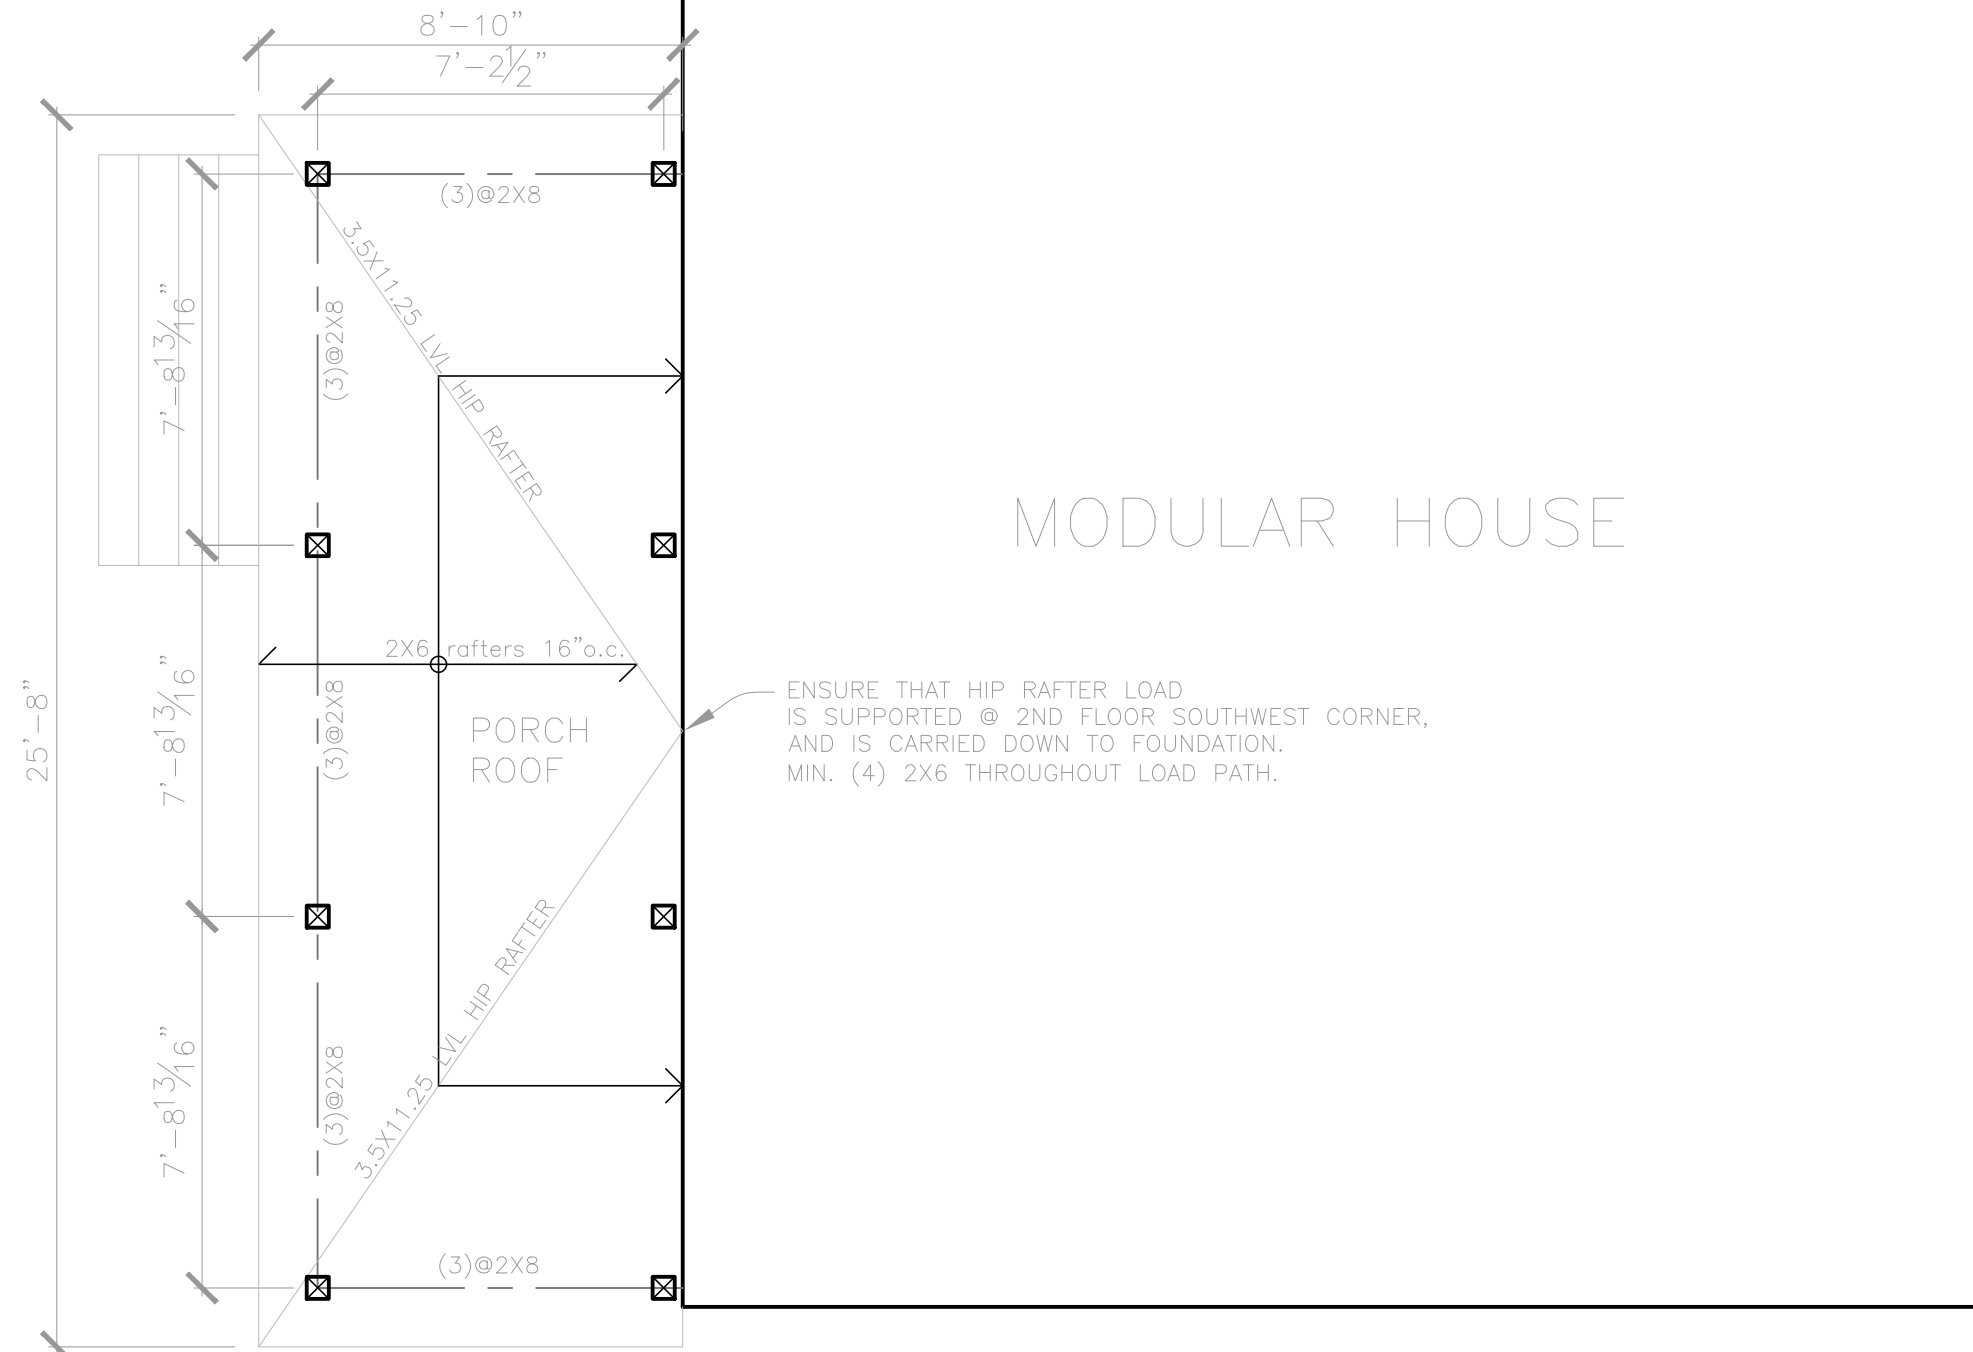 8'-10"
7'-2½"
(3)@2X8
3.5X11.25 LVL HIP RAFTER
7'-8 13/16"
(3)@2X8
MODULAR HOUSE
2X6 rafters 16"o.c.
25'-8"
7'-8 13/16"
(3)@2X8
PORCH
ROOF
ENSURE THAT HIP RAFTER LOAD
IS SUPPORTED @ 2ND FLOOR SOUTHWEST CORNER,
AND IS CARRIED DOWN TO FOUNDATION.
MIN. (4) 2X6 THROUGHOUT LOAD PATH.
3.5X11.25 LVL HIP RAFTER
7'-8 13/16"
(3)@2X8
(3)@2X8